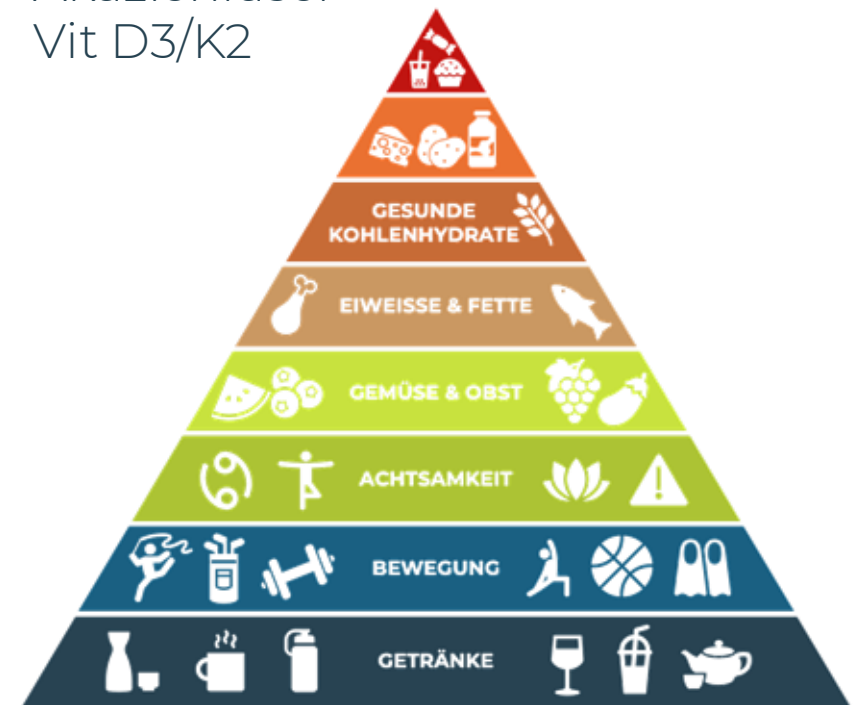 Vit D3/K2
GESUNDE
KOHLENHYDRATE
EIWEISSE & FETTE
GEMÜSE & OBST
ACHTSAMKEIT
BEWEGUNG
GETRÄNKE